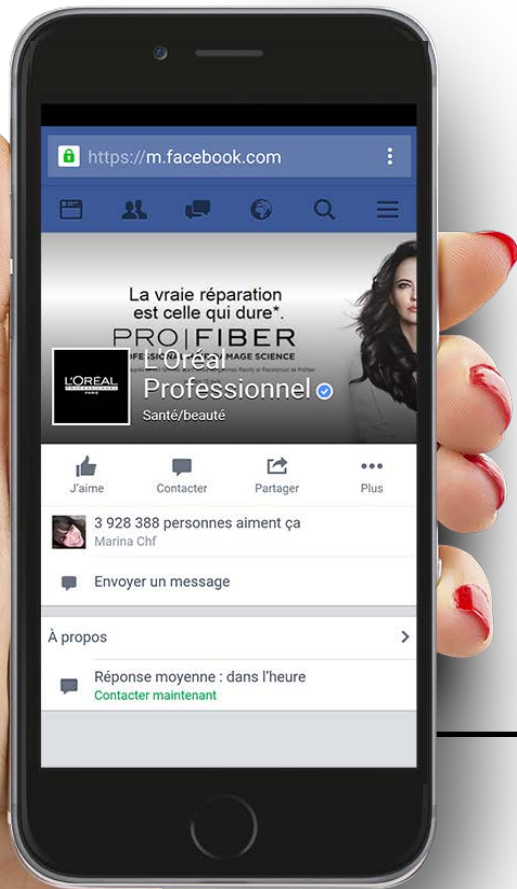 https://m.facebook.com
La vraie réparation
est celle qui dure*.
PRO|FIBER
L'Oréal
Professionnel
L'ORÉAL
PROFESSIONNEL
PARIS
Santé/beauté
J'aime
Contacter
Partager
Plus
3 928 388 personnes aiment ça
Marina Chf
Envoyer un message
À propos
Réponse moyenne : dans l'heure
Contacter maintenant